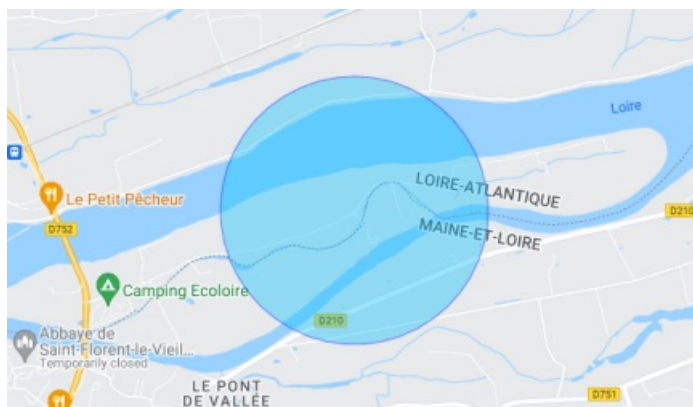 Loire
LOIRE-ATLANTIQUE
Le Petit Pêcheur
D210
D752
MAINE-ET-LOIRE
Camping Ecoloire
D210
Abbaye de
Saint-Florent-le-Vieil...
Temporarily closed
LE PONT
DE VALLÉE
D751